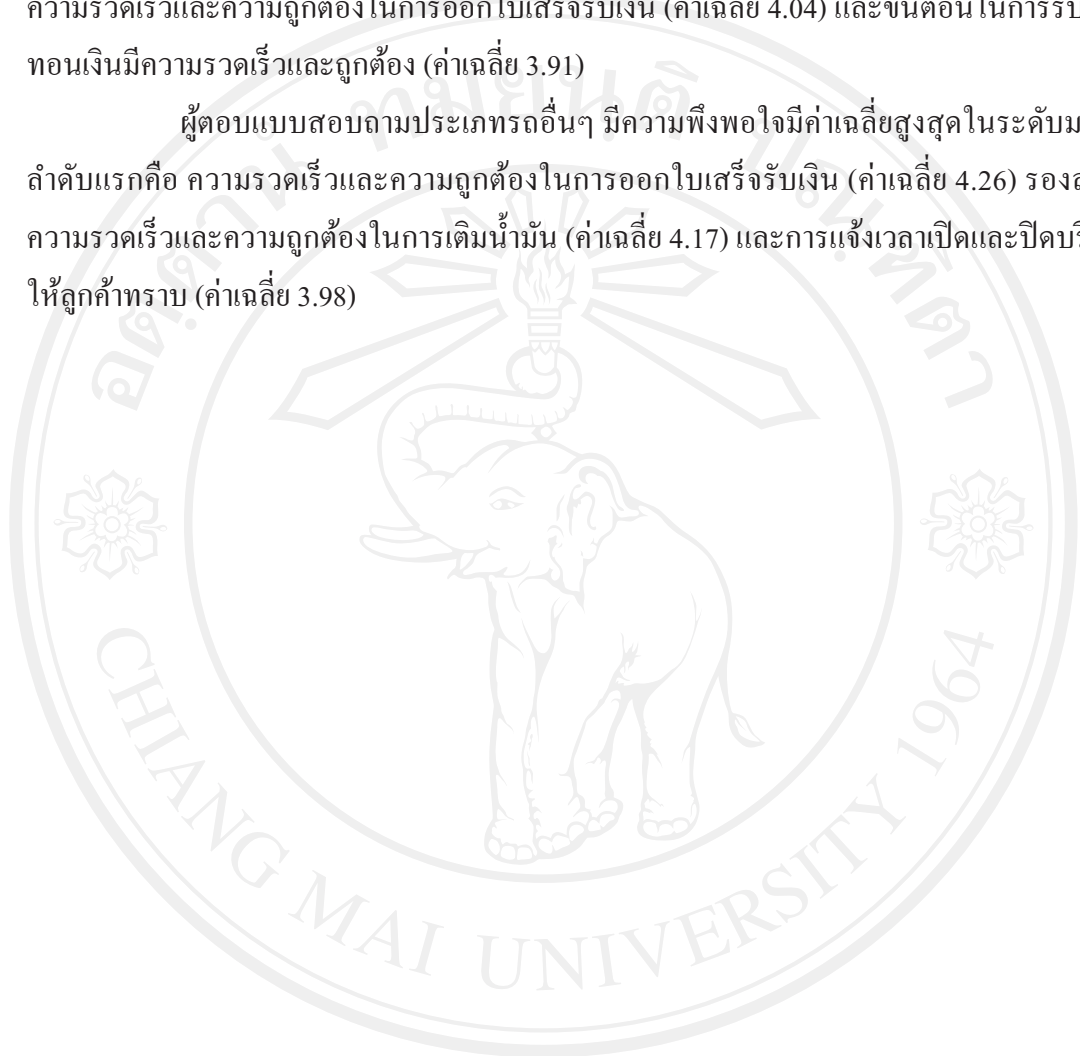 ความรวดเร็วและความถูกต้องในการออกใบเสร็จรับเงิน (ค่าเฉลี่ย 4.04) และขั้นตอนในการรับ
ทอนเงินมีความรวดเร็วและถูกต้อง (ค่าเฉลี่ย 3.91)
ผู้ตอบแบบสอบถามประเภทรถอื่นๆ มีความพึงพอใจมีค่าเฉลี่ยสูงสุดในระดับ
ลำดับแรกคือ ความรวดเร็วและความถูกต้องในการออกใบเสร็จรับเงิน (ค่าเฉลี่ย 4.26)
ความรวดเร็วและความถูกต้องในการเติมน้ำมัน (ค่าเฉลี่ย 4.17) และการแจ้งเวลาเปิดและปิด
ให้ลูกค้าทราบ (ค่าเฉลี่ย 3.98)
อตฺตานํ ทมยนฺติ ปณฺฑิตา
CHIANG MAI UNIVERSITY 1964